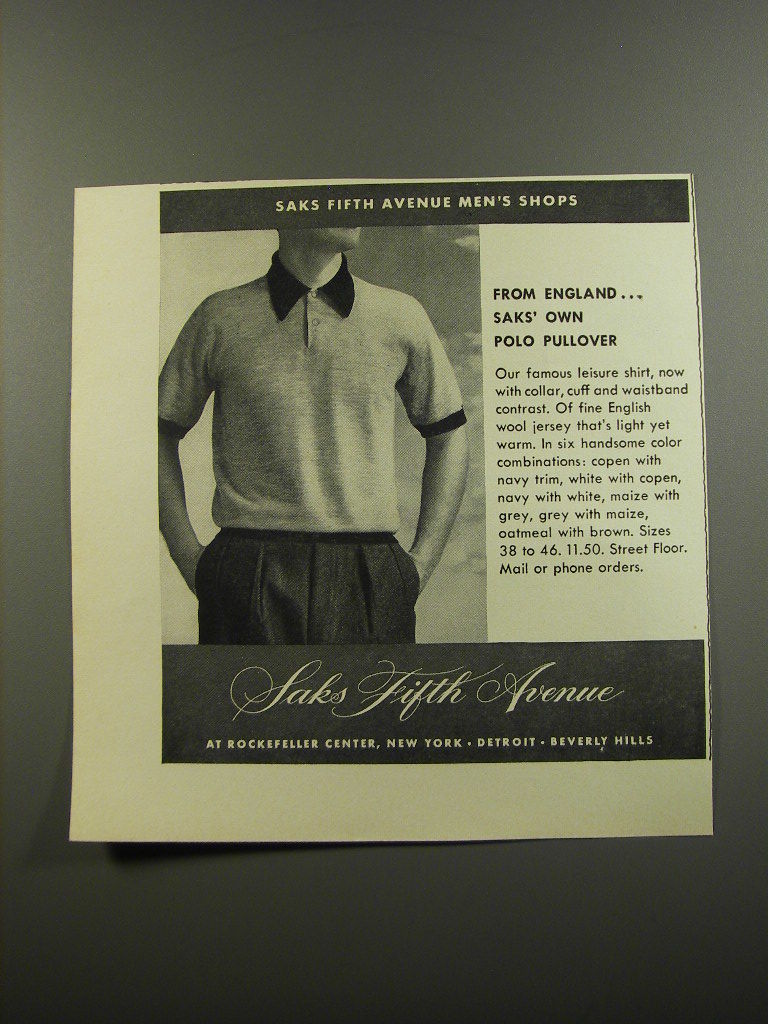 SAKS FIFTH AVENUE MEN'S SHOPS
FROM ENGLAND...
SAKS' OWN
POLO PULLOVER
Our famous leisure shirt, now
with collar, cuff and waistband
contrast. Of fine English
wool jersey that's light yet
warm. In six handsome color
combinations: copen with
navy trim, white with copen,
navy with white, maize with
grey, grey with maize,
oatmeal with brown. Sizes
38 to 46. 11.50. Street Floor.
Mail or phone orders.
Saks Fifth Avenue
AT ROCKEFELLER CENTER, NEW YORK • DETROIT • BEVERLY HILLS